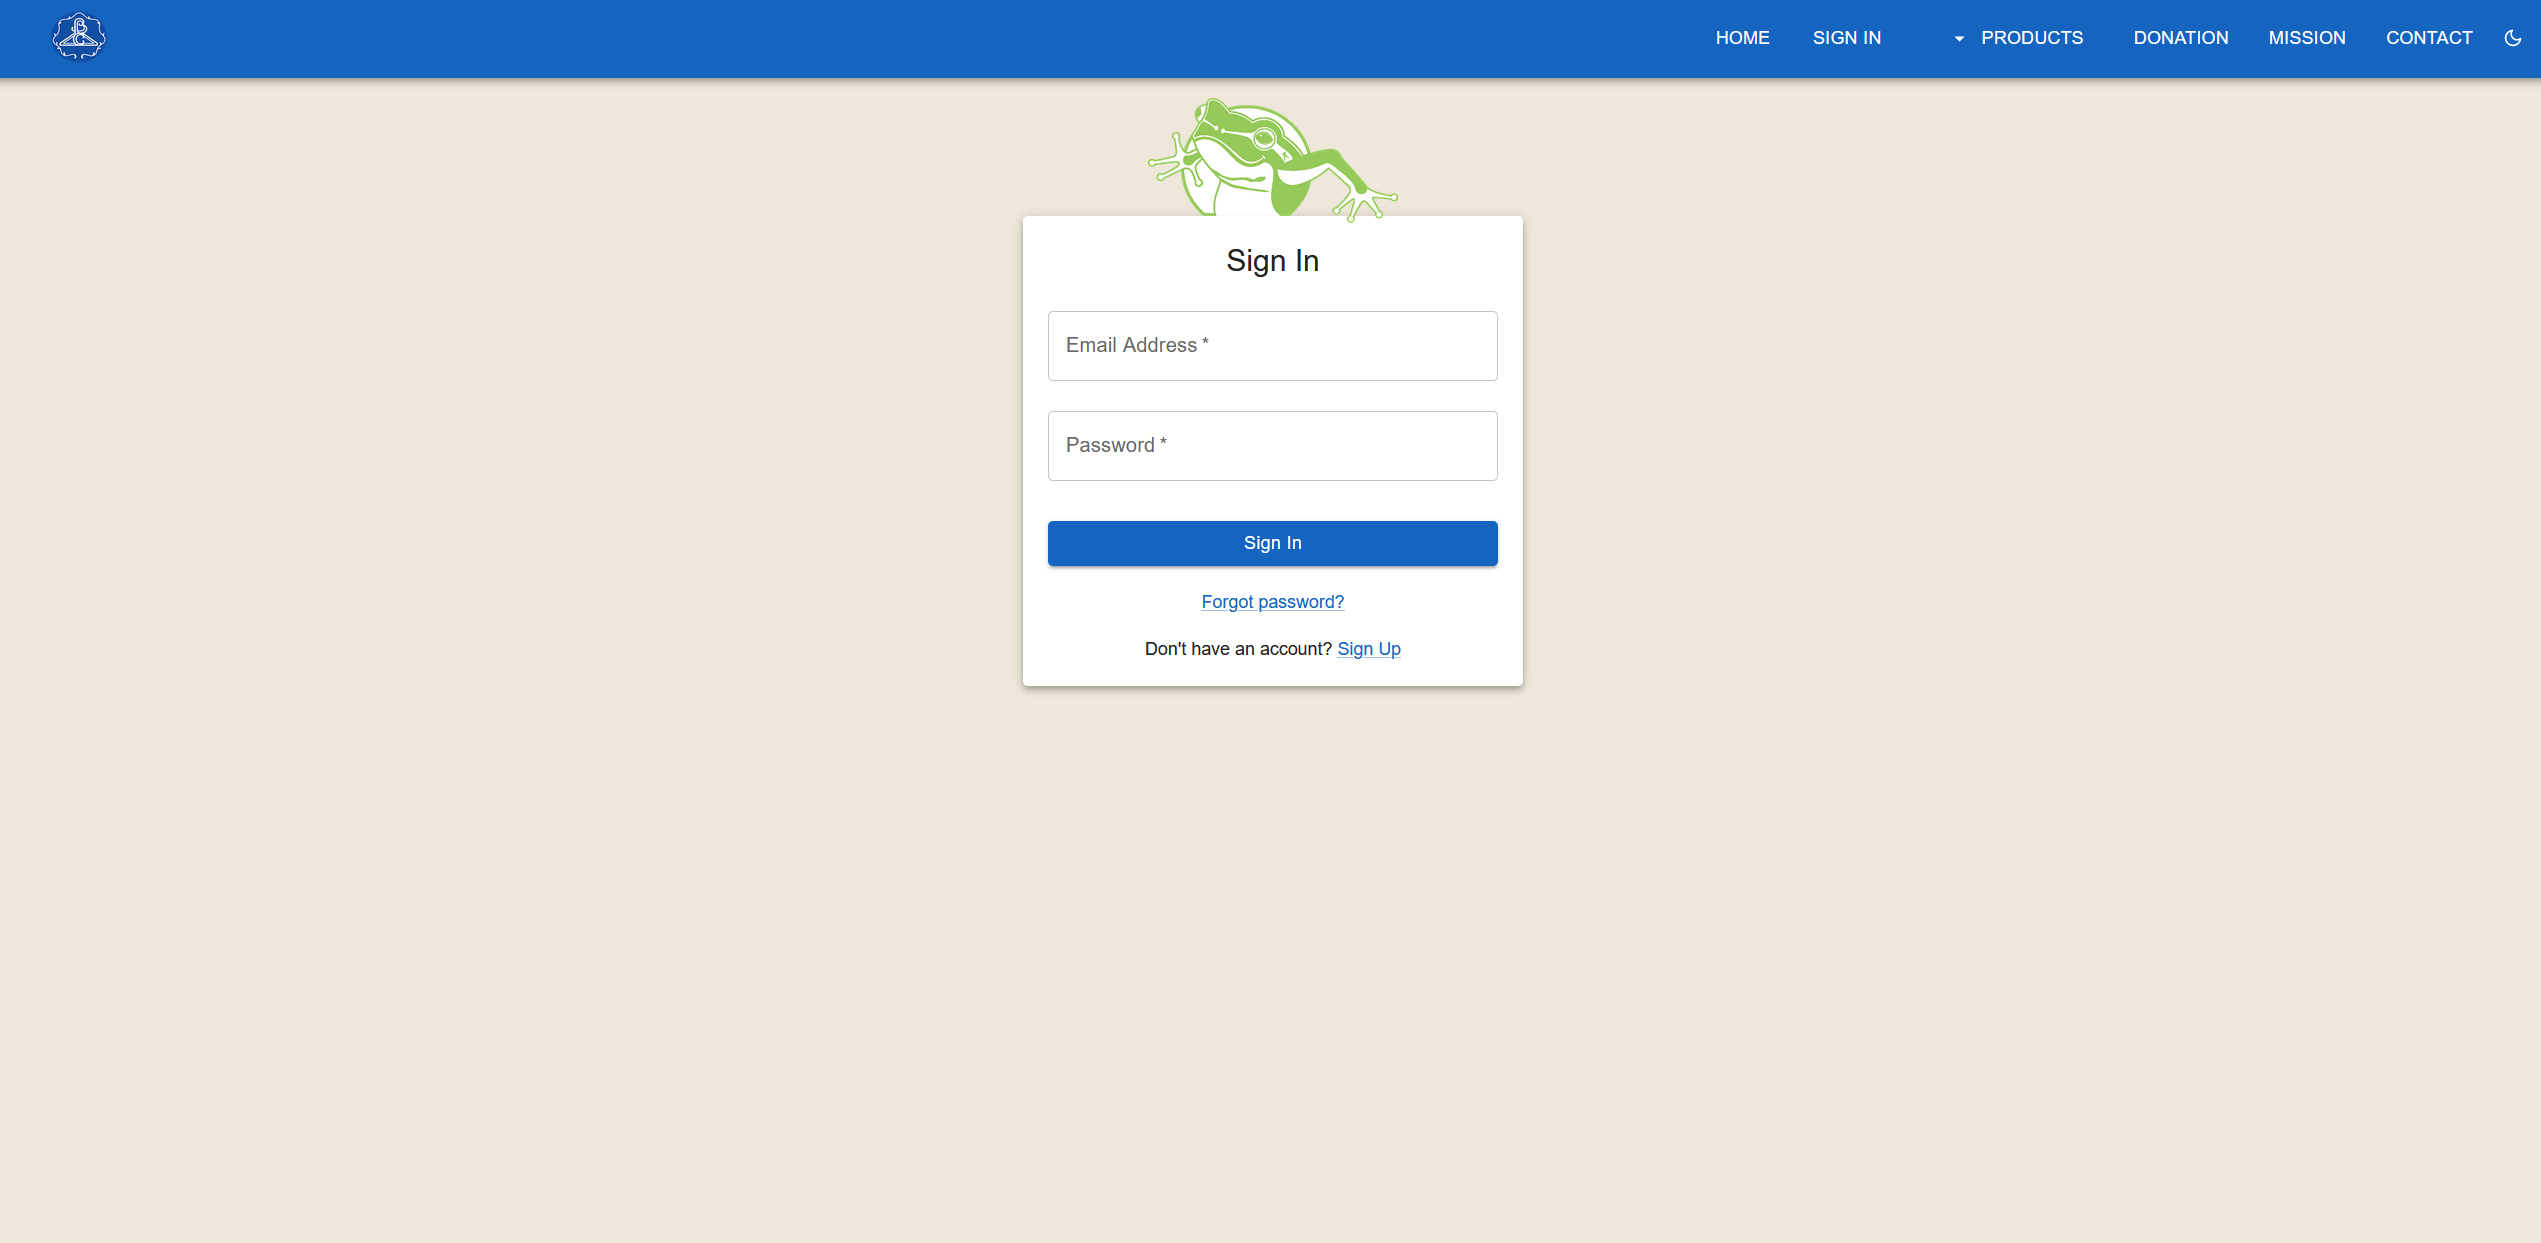 BC
HOME SIGN IN PRODUCTS DONATION MISSION CONTACT
Sign In
Email Address *
Password *
Sign In
Forgot password?
Don't have an account? Sign Up